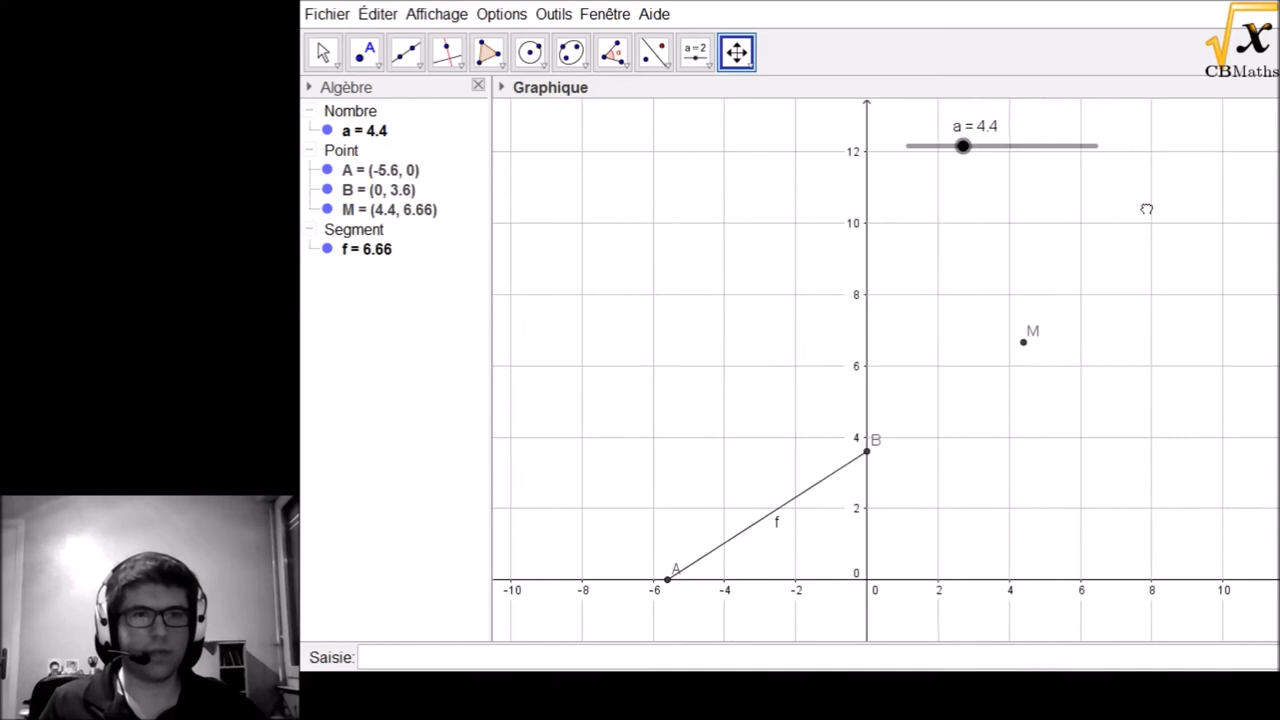 Fichier Éditer Affichage Options Outils Fenêtre Aide
x
CBMaths
A
α
a=2
Algèbre
Graphique
Nombre
a = 4.4
Point
A = (-5.6, 0)
B = (0, 3.6)
M = (4.4, 6.66)
Segment
f = 6.66
a = 4.4
12
10
8
6
4
2
0
M
B
f
A
-10 -8 -6 -4 -2 0 2 4 6 8 10
Saisie: